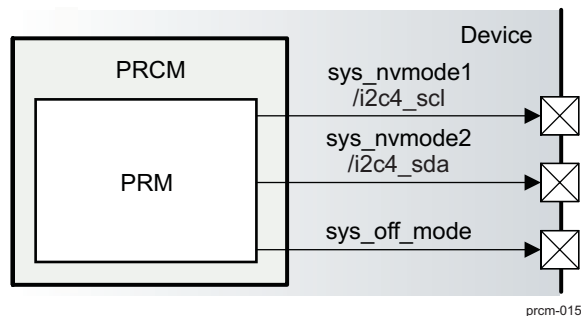 Device
PRCM
PRM
sys_nvmode1
/i2c4_scl
sys_nvmode2
/i2c4_sda
sys_off_mode
prcm-015